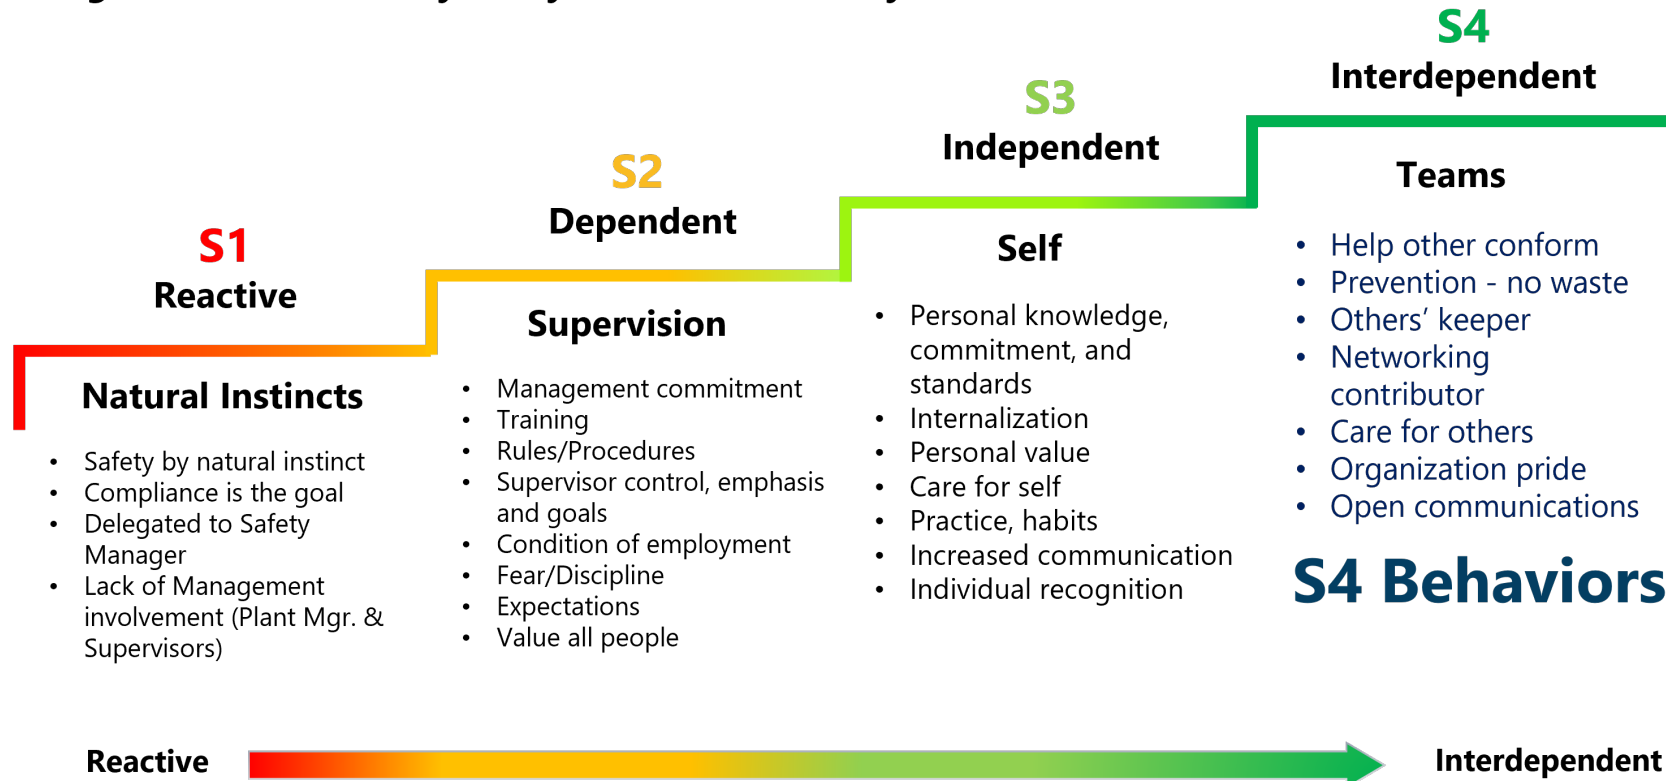 S4
Interdependent
S3
Independent
S2
Dependent
S1
Reactive
Natural Instincts
• Safety by natural instinct
• Compliance is the goal
• Delegated to Safety
Manager
• Lack of Management
involvement (Plant Mgr. &
Supervisors)
Supervision
• Management commitment
• Training
• Rules/Procedures
• Supervisor control, emphasis
and goals
• Condition of employment
• Fear/Discipline
• Expectations
• Value all people
Self
• Personal knowledge,
commitment, and
standards
• Internalization
• Personal value
• Care for self
• Practice, habits
• Increased communication
• Individual recognition
Teams
• Help other conform
• Prevention - no waste
• Others’ keeper
• Networking
contributor
• Care for others
• Organization pride
• Open communications
S4 Behaviors
Reactive
Interdependent